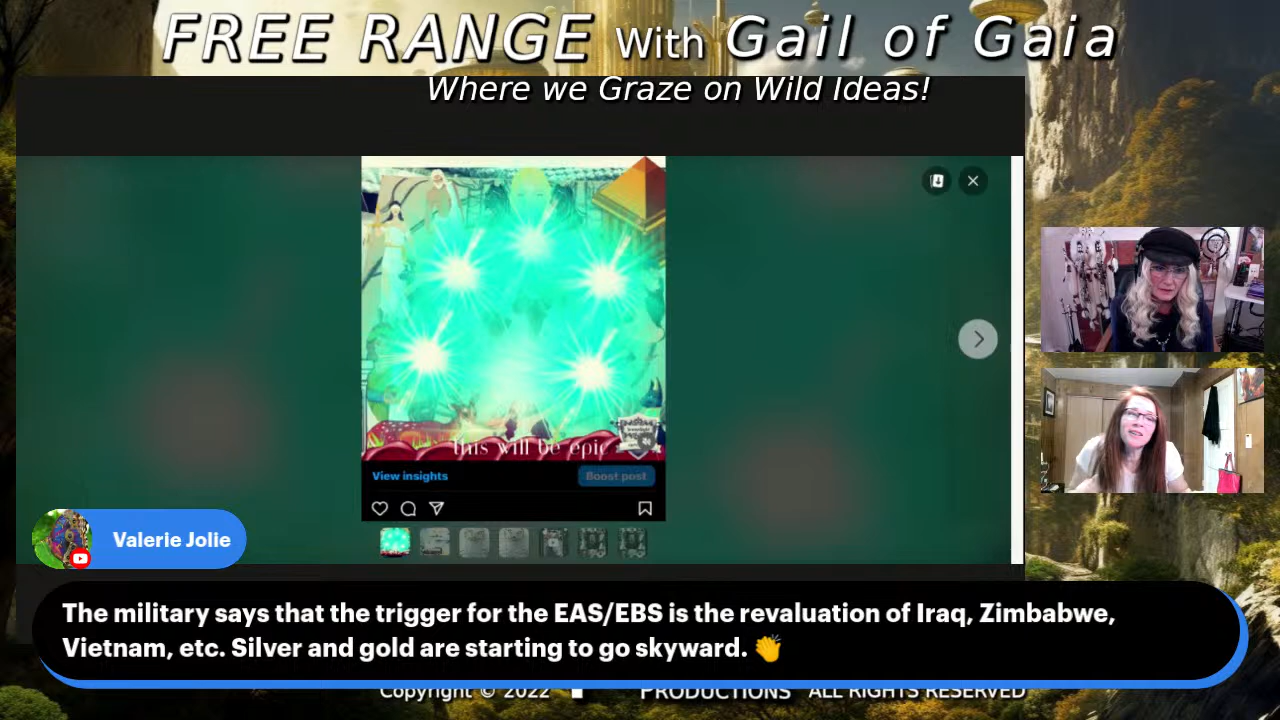 FREE RANGE With Gail of Gaia
Where we Graze on Wild Ideas!
this will be epic
View insights
Boost post
Valerie Jolie
The military says that the trigger for the EAS/EBS is the revaluation of Iraq, Zimbabwe,
Vietnam, etc. Silver and gold are starting to go skyward. 👏
Copyright © 2022
PRODUCTIONS ALL RIGHTS RESERVED